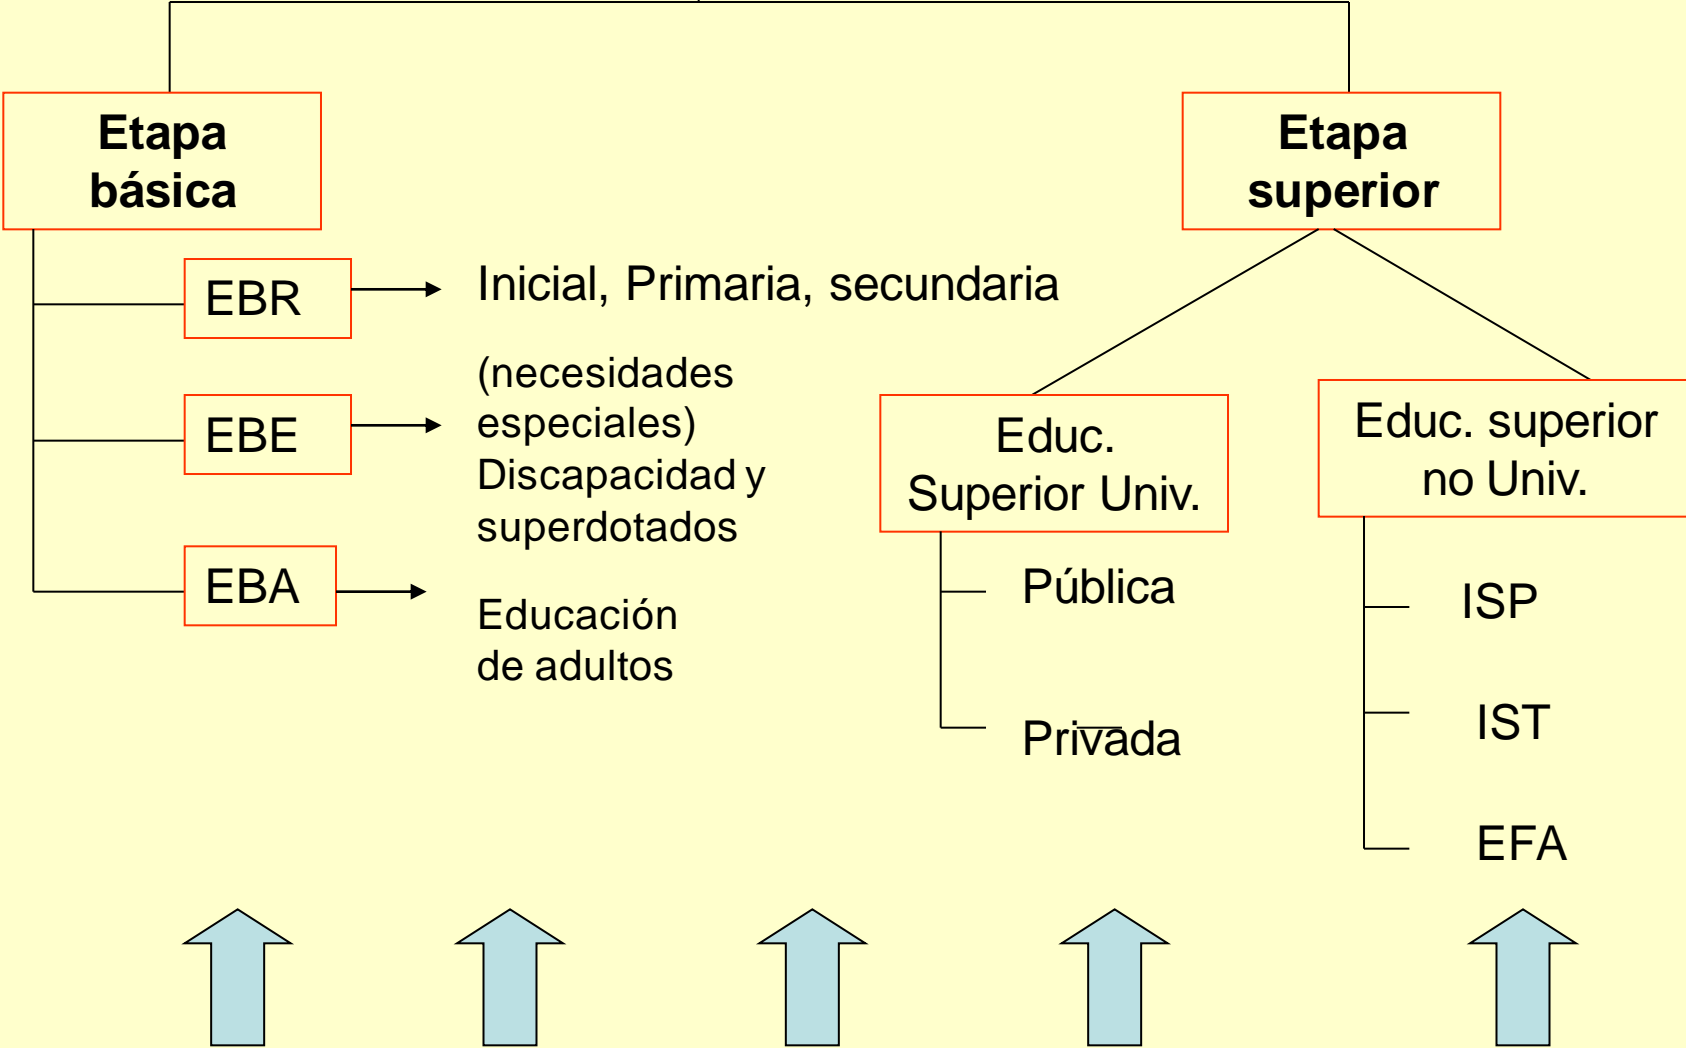 Etapa
básica
EBR
Inicial, Primaria, secundaria
EBE
(necesidades
especiales)
Discapacidad y
superdotados
EBA
Educación
de adultos
Etapa
superior
Educ.
Superior Univ.
Pública
Privada
Educ. superior
no Univ.
ISP
IST
EFA